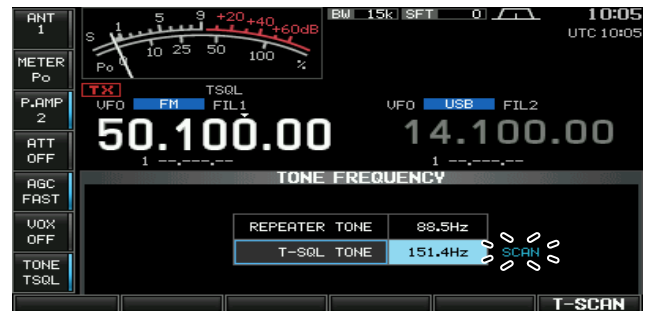 ANT
1
METER
Po
P.AMP
2
ATT
OFF
AGC
FAST
VOX
OFF
TONE
TSQL
S 1 5 9 +20 +40 +60dB
Po 10 25 50 100 %
BW 15k SFT 0
10:05
UTC 10:05
TX TSQL
VFO FM FIL1
50.100.00
1 --.---.--
VFO USB FIL2
14.100.00
1 --.---.--
TONE FREQUENCY
REPEATER TONE 88.5Hz
T-SQL TONE 151.4Hz SCAN
T-SCAN